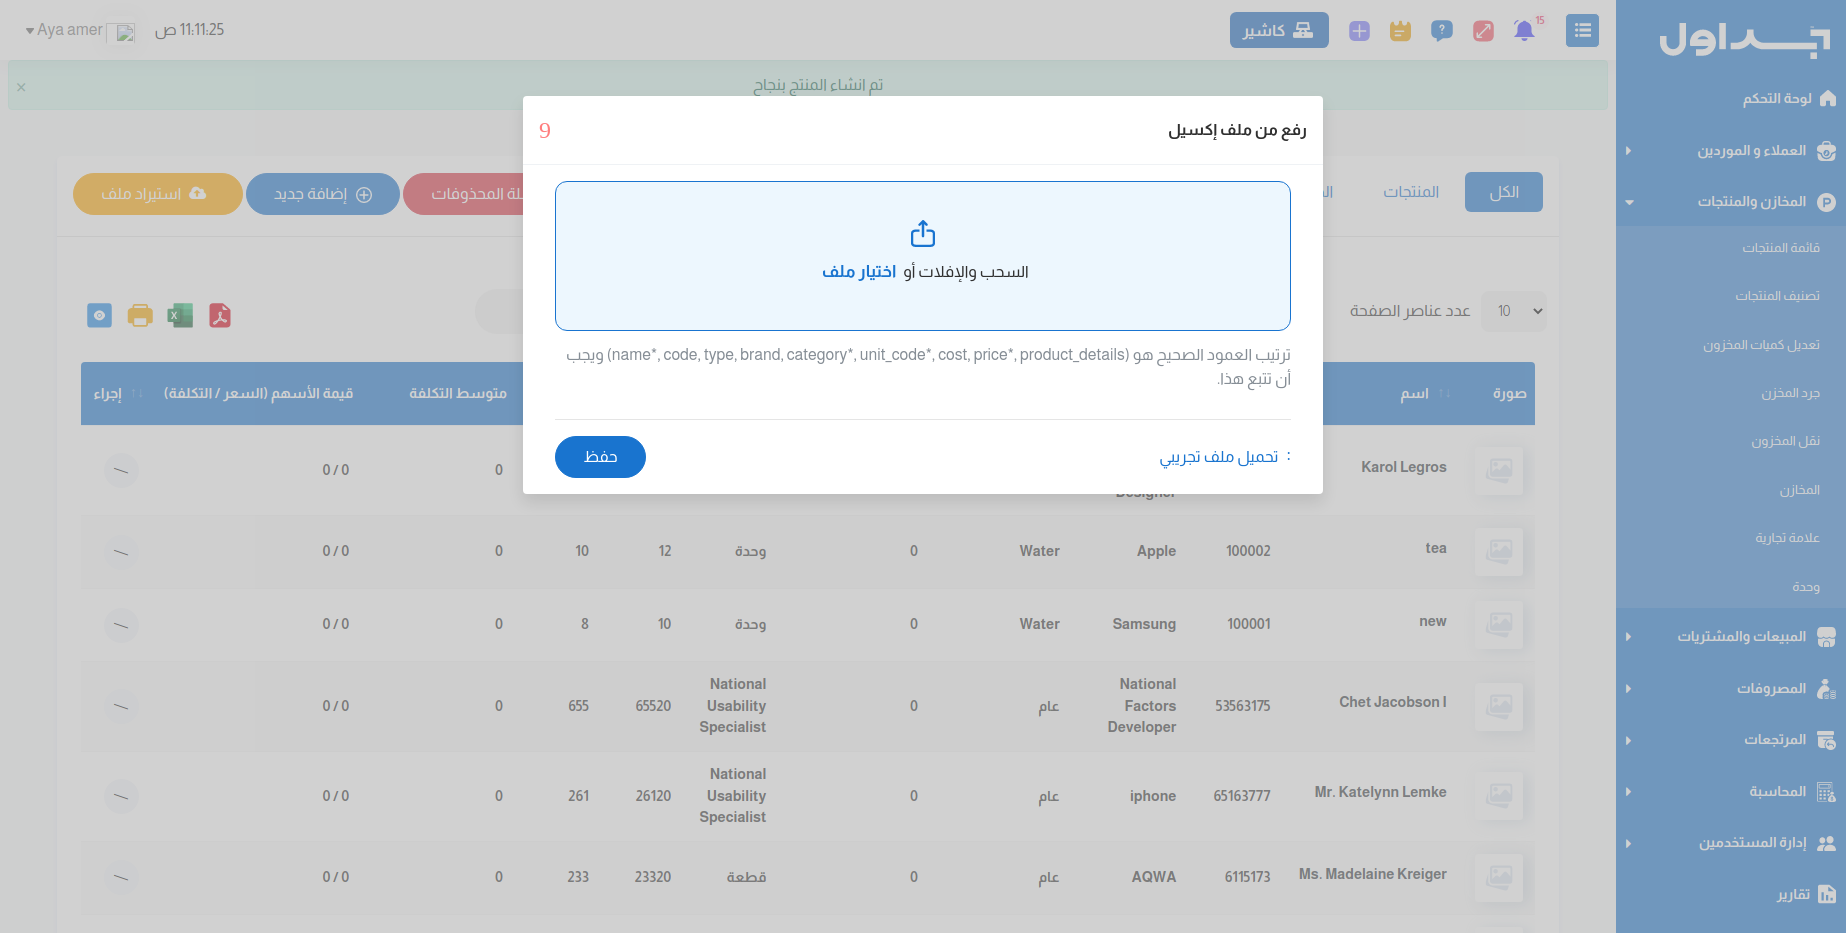 بداول
لوحة التحكم
العملاء و الموردين
المخازن والمنتجات
قائمة المنتجات
تصنيف المنتجات
تعديل كميات المخزون
جرد المخزن
نقل المخزون
المخازن
علامة تجارية
وحدة
المبيعات والمشتريات
المصروفات
المرتجعات
المحاسبة
إدارة المستخدمين
تقارير
15
كاشير
11:11:25 ص
Aya amer
تم انشاء المنتج بنجاح
×
رفع من ملف إكسيل
9
السحب والإفلات أو اختيار ملف
ترتيب العمود الصحيح هو (name*, code, type, brand, category*, unit_code*, cost, price*, product_details) ويجب
أن تتبع هذا.
: تحميل ملف تجريبي
حفظ
الكل
المنتجات
لة المحذوفات
إضافة جديد
استيراد ملف
عدد عناصر الصفحة
10
صورة
اسم
متوسط التكلفة
قيمة الأسهم (السعر / التكلفة)
إجراء
Karol Legros
Designer
0
0 / 0
tea
100002
Apple
Water
0
وحدة
12
10
0
0 / 0
new
100001
Samsung
Water
0
وحدة
10
8
0
0 / 0
Chet Jacobson I
53563175
National
Factors
Developer
عام
0
National
Usability
Specialist
65520
655
0
0 / 0
Mr. Katelynn Lemke
65163777
iphone
عام
0
National
Usability
Specialist
26120
261
0
0 / 0
Ms. Madelaine Kreiger
6115173
AQWA
عام
0
قطعة
23320
233
0
0 / 0